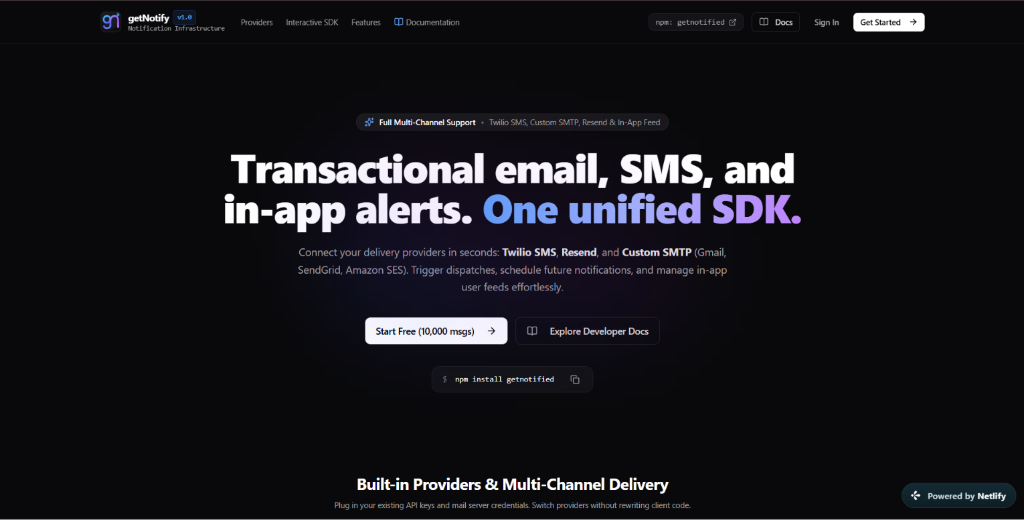 getNotify v1.0
Notification Infrastructure
Providers
Interactive SDK
Features
Documentation
npm: getnotified
Docs
Sign In
Get Started
Full Multi-Channel Support • Twilio SMS, Custom SMTP, Resend & In-App Feed
Transactional email, SMS, and
in-app alerts. One unified SDK.
Connect your delivery providers in seconds: Twilio SMS, Resend, and Custom SMTP (Gmail,
SendGrid, Amazon SES). Trigger dispatches, schedule future notifications, and manage in-app
user feeds effortlessly.
Start Free (10,000 msgs)
Explore Developer Docs
$ npm install getnotified
Built-in Providers & Multi-Channel Delivery
Plug in your existing API keys and mail server credentials. Switch providers without rewriting client code.
Powered by Netlify